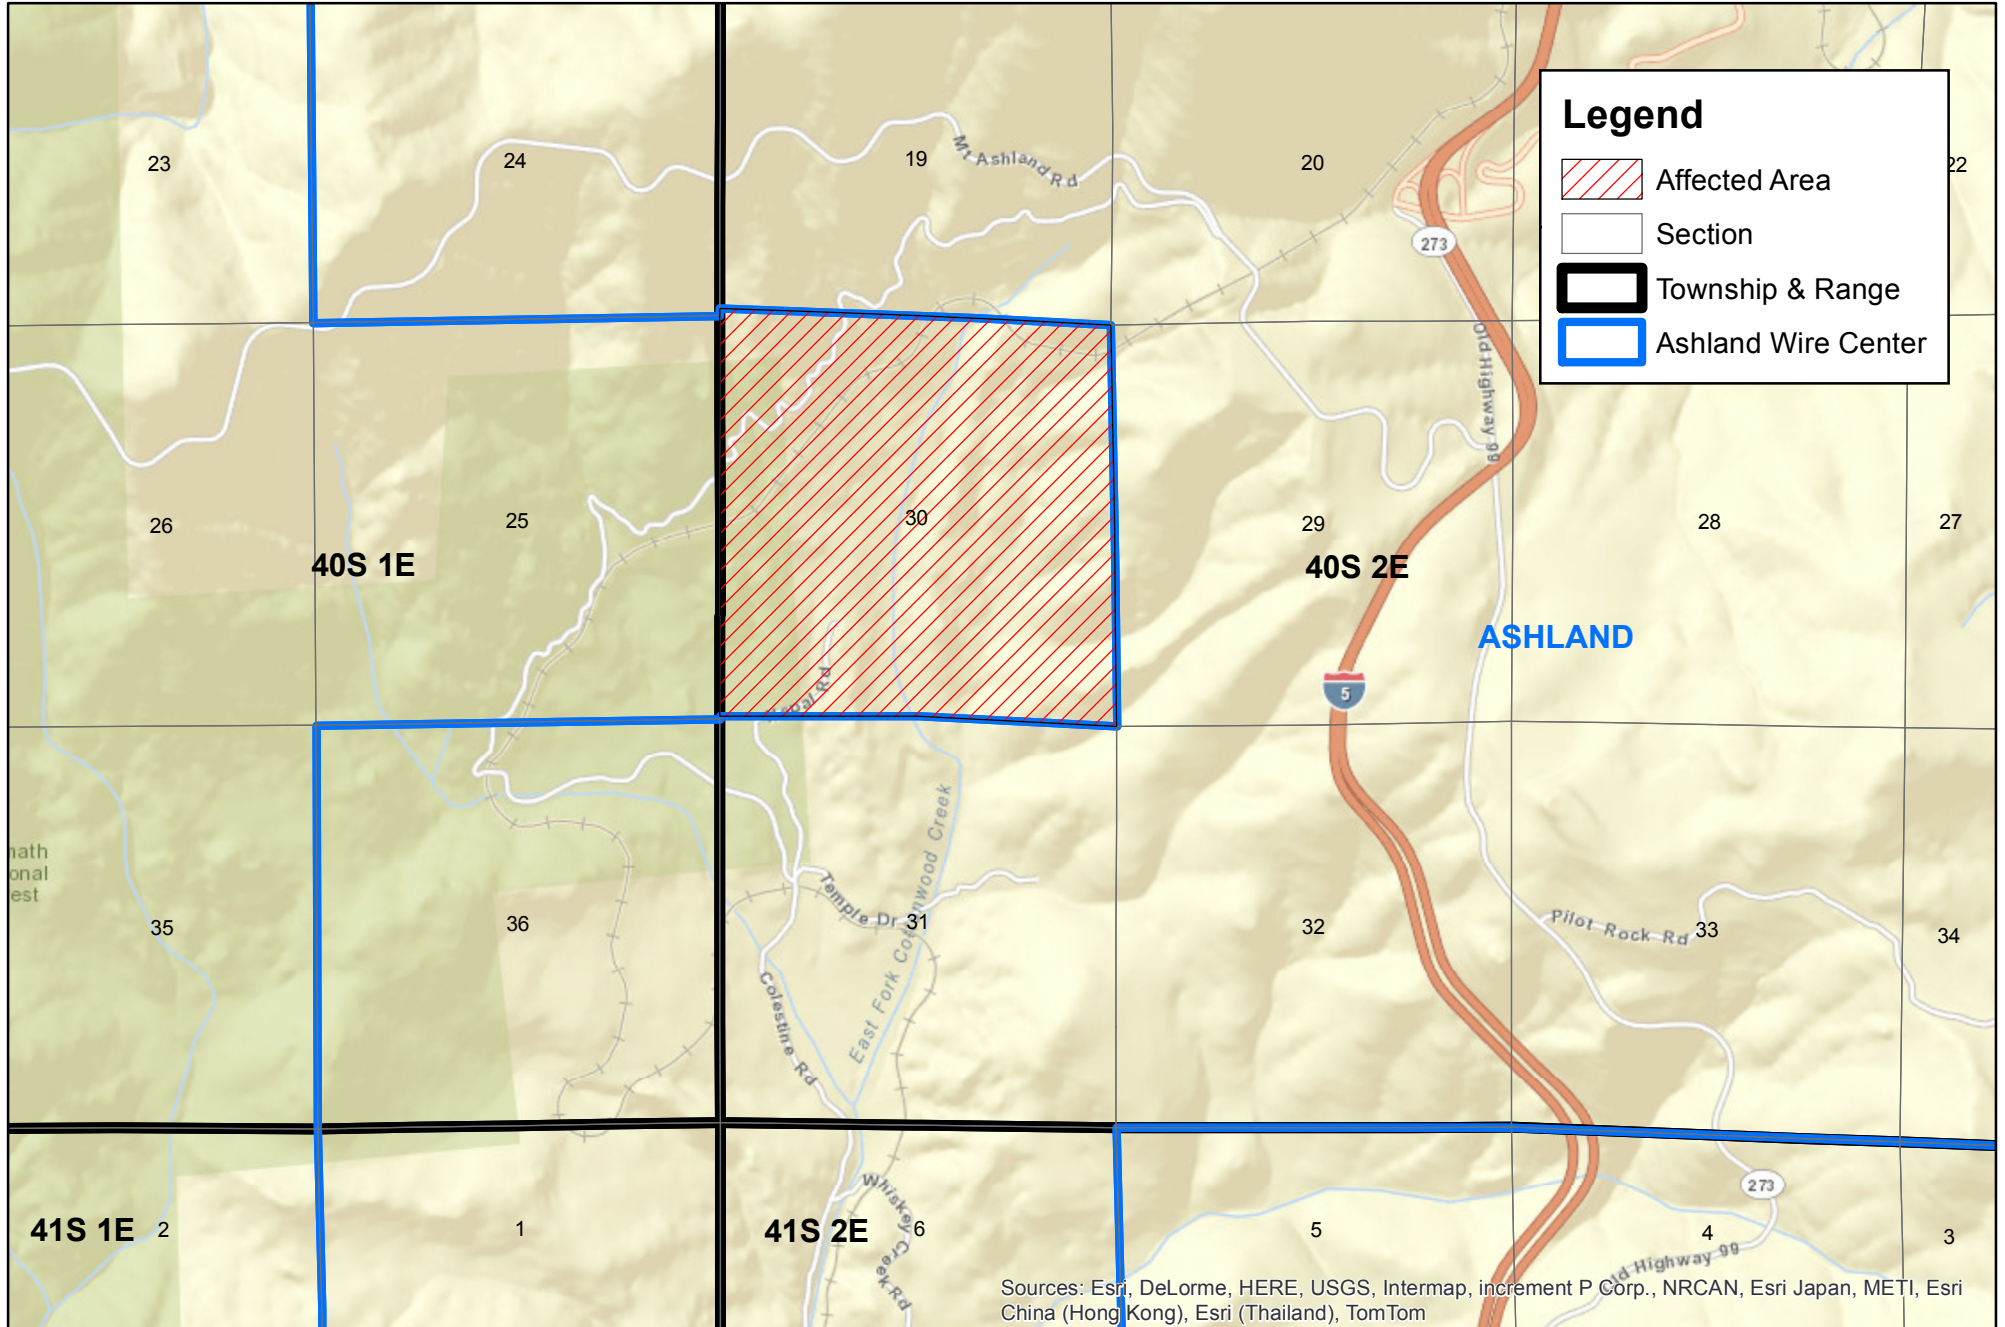 Legend
Affected Area
Section
Township & Range
Ashland Wire Center
23
24
19
20
22
Mt Ashland Rd
273
Old Highway 99
26
25
30
29
28
27
40S 1E
40S 2E
ASHLAND
5
35
36
31
32
33
34
Temple Dr
East Fork Cottonwood Creek
Colestine Rd
Pilot Rock Rd
41S 1E
2
1
41S 2E
6
5
4
3
Whiskey Creek Rd
273
Old Highway 99
Sources: Esri, DeLorme, HERE, USGS, Intermap, increment P Corp., NRCAN, Esri Japan, METI, Esri
China (Hong Kong), Esri (Thailand), TomTom